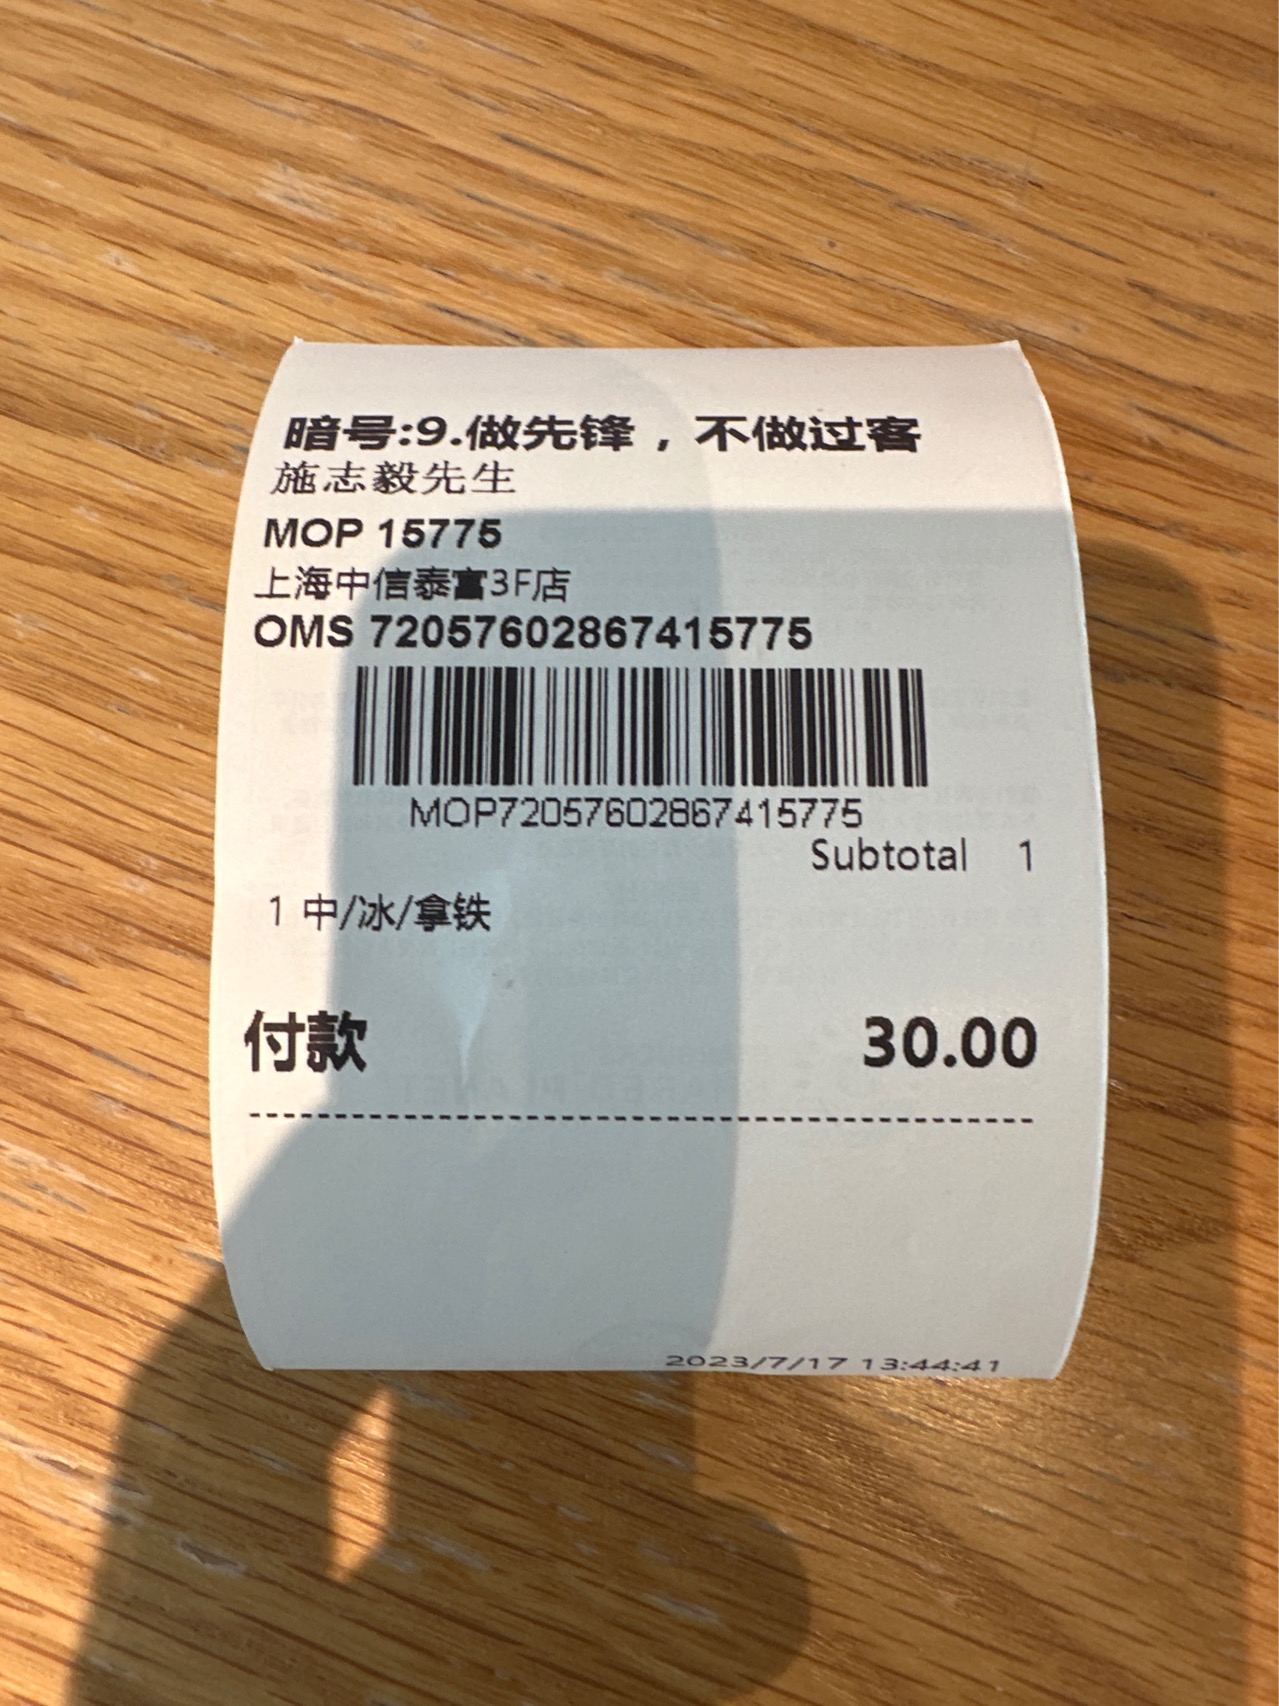 暗号:9.做先锋，不做过客
施志毅先生
MOP 15775
上海中信泰富3F店
OMS 72057602867415775
MOP72057602867415775
Subtotal 1
1 中/冰/拿铁
付款 30.00
2023/7/17 13:44:41